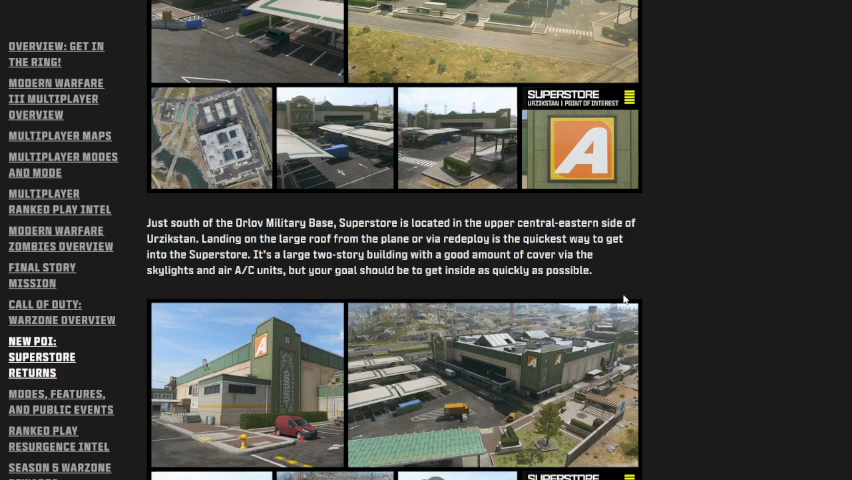 OVERVIEW: GET IN
THE RING!
MODERN WARFARE
III MULTIPLAYER
OVERVIEW
MULTIPLAYER MAPS
MULTIPLAYER MODES
AND MODE
MULTIPLAYER
RANKED PLAY INTEL
MODERN WARFARE
ZOMBIES OVERVIEW
FINAL STORY
MISSION
CALL OF DUTY:
WARZONE OVERVIEW
NEW POI:
SUPERSTORE
RETURNS
MODES, FEATURES,
AND PUBLIC EVENTS
RANKED PLAY
RESURGENCE INTEL
SEASON 5 WARZONE
SUPERSTORE
URZIKSTAN | POINT OF INTEREST
A
Just south of the Orlov Military Base, Superstore is located in the upper central-eastern side of
Urzikstan. Landing on the large roof from the plane or via redeploy is the quickest way to get
into the Superstore. It's a large two-story building with a good amount of cover via the
skylights and air A/C units, but your goal should be to get inside as quickly as possible.
A
A
A
SUPERSTORE